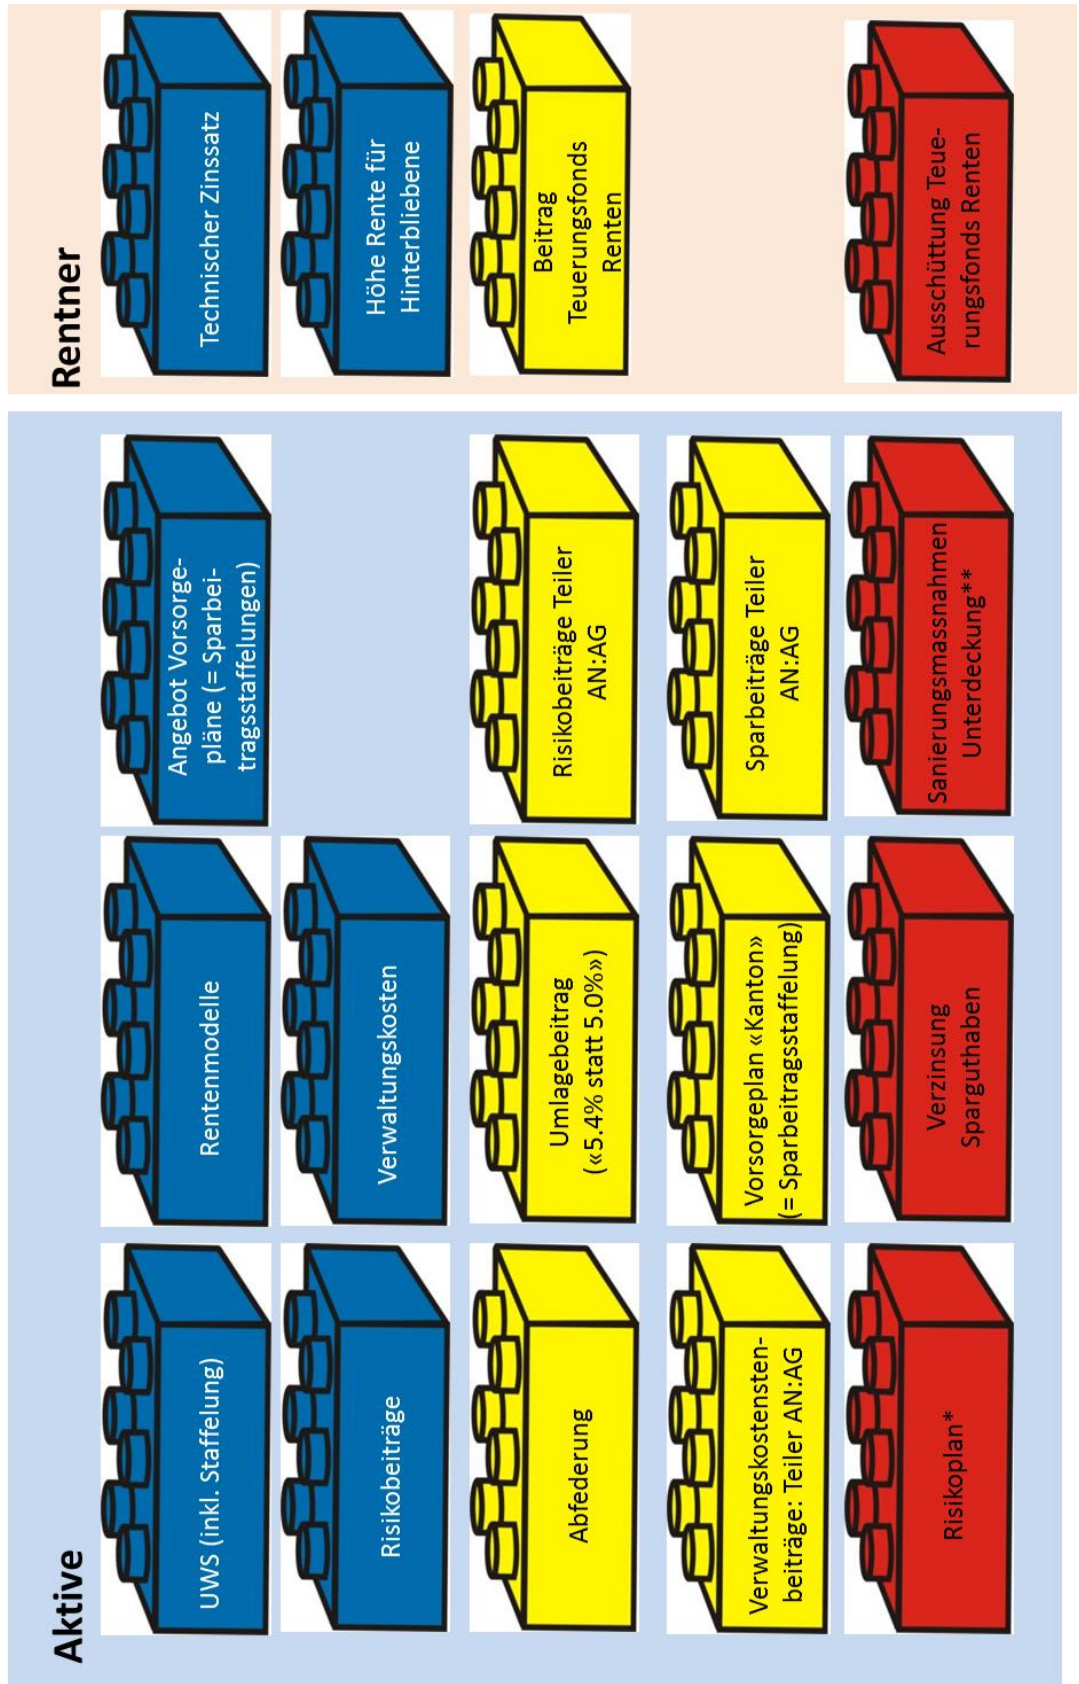 Aktive
UWS (inkl. Staffelung)
Rentenmodelle
Angebot Vorsorge-
pläne (= Sparbei-
tragsstaffelungen)
Risikobeiträge
Verwaltungskosten
Abfederung
Umlagebeitrag
(«5.4% statt 5.0%»)
Risikobeiträge Teiler
AN:AG
Verwaltungskostensten-
beiträge: Teiler AN:AG
Vorsorgeplan «Kanton»
(= Sparbeitragsstaffelung)
Sparbeiträge Teiler
AN:AG
Risikoplan*
Verzinsung
Sparguthaben
Sanierungsmassnahmen
Unterdeckung**
Rentner
Technischer Zinssatz
Höhe Rente für
Hinterbliebene
Beitrag
Teuerungsfonds
Renten
Ausschüttung Teue-
rungsfonds Renten